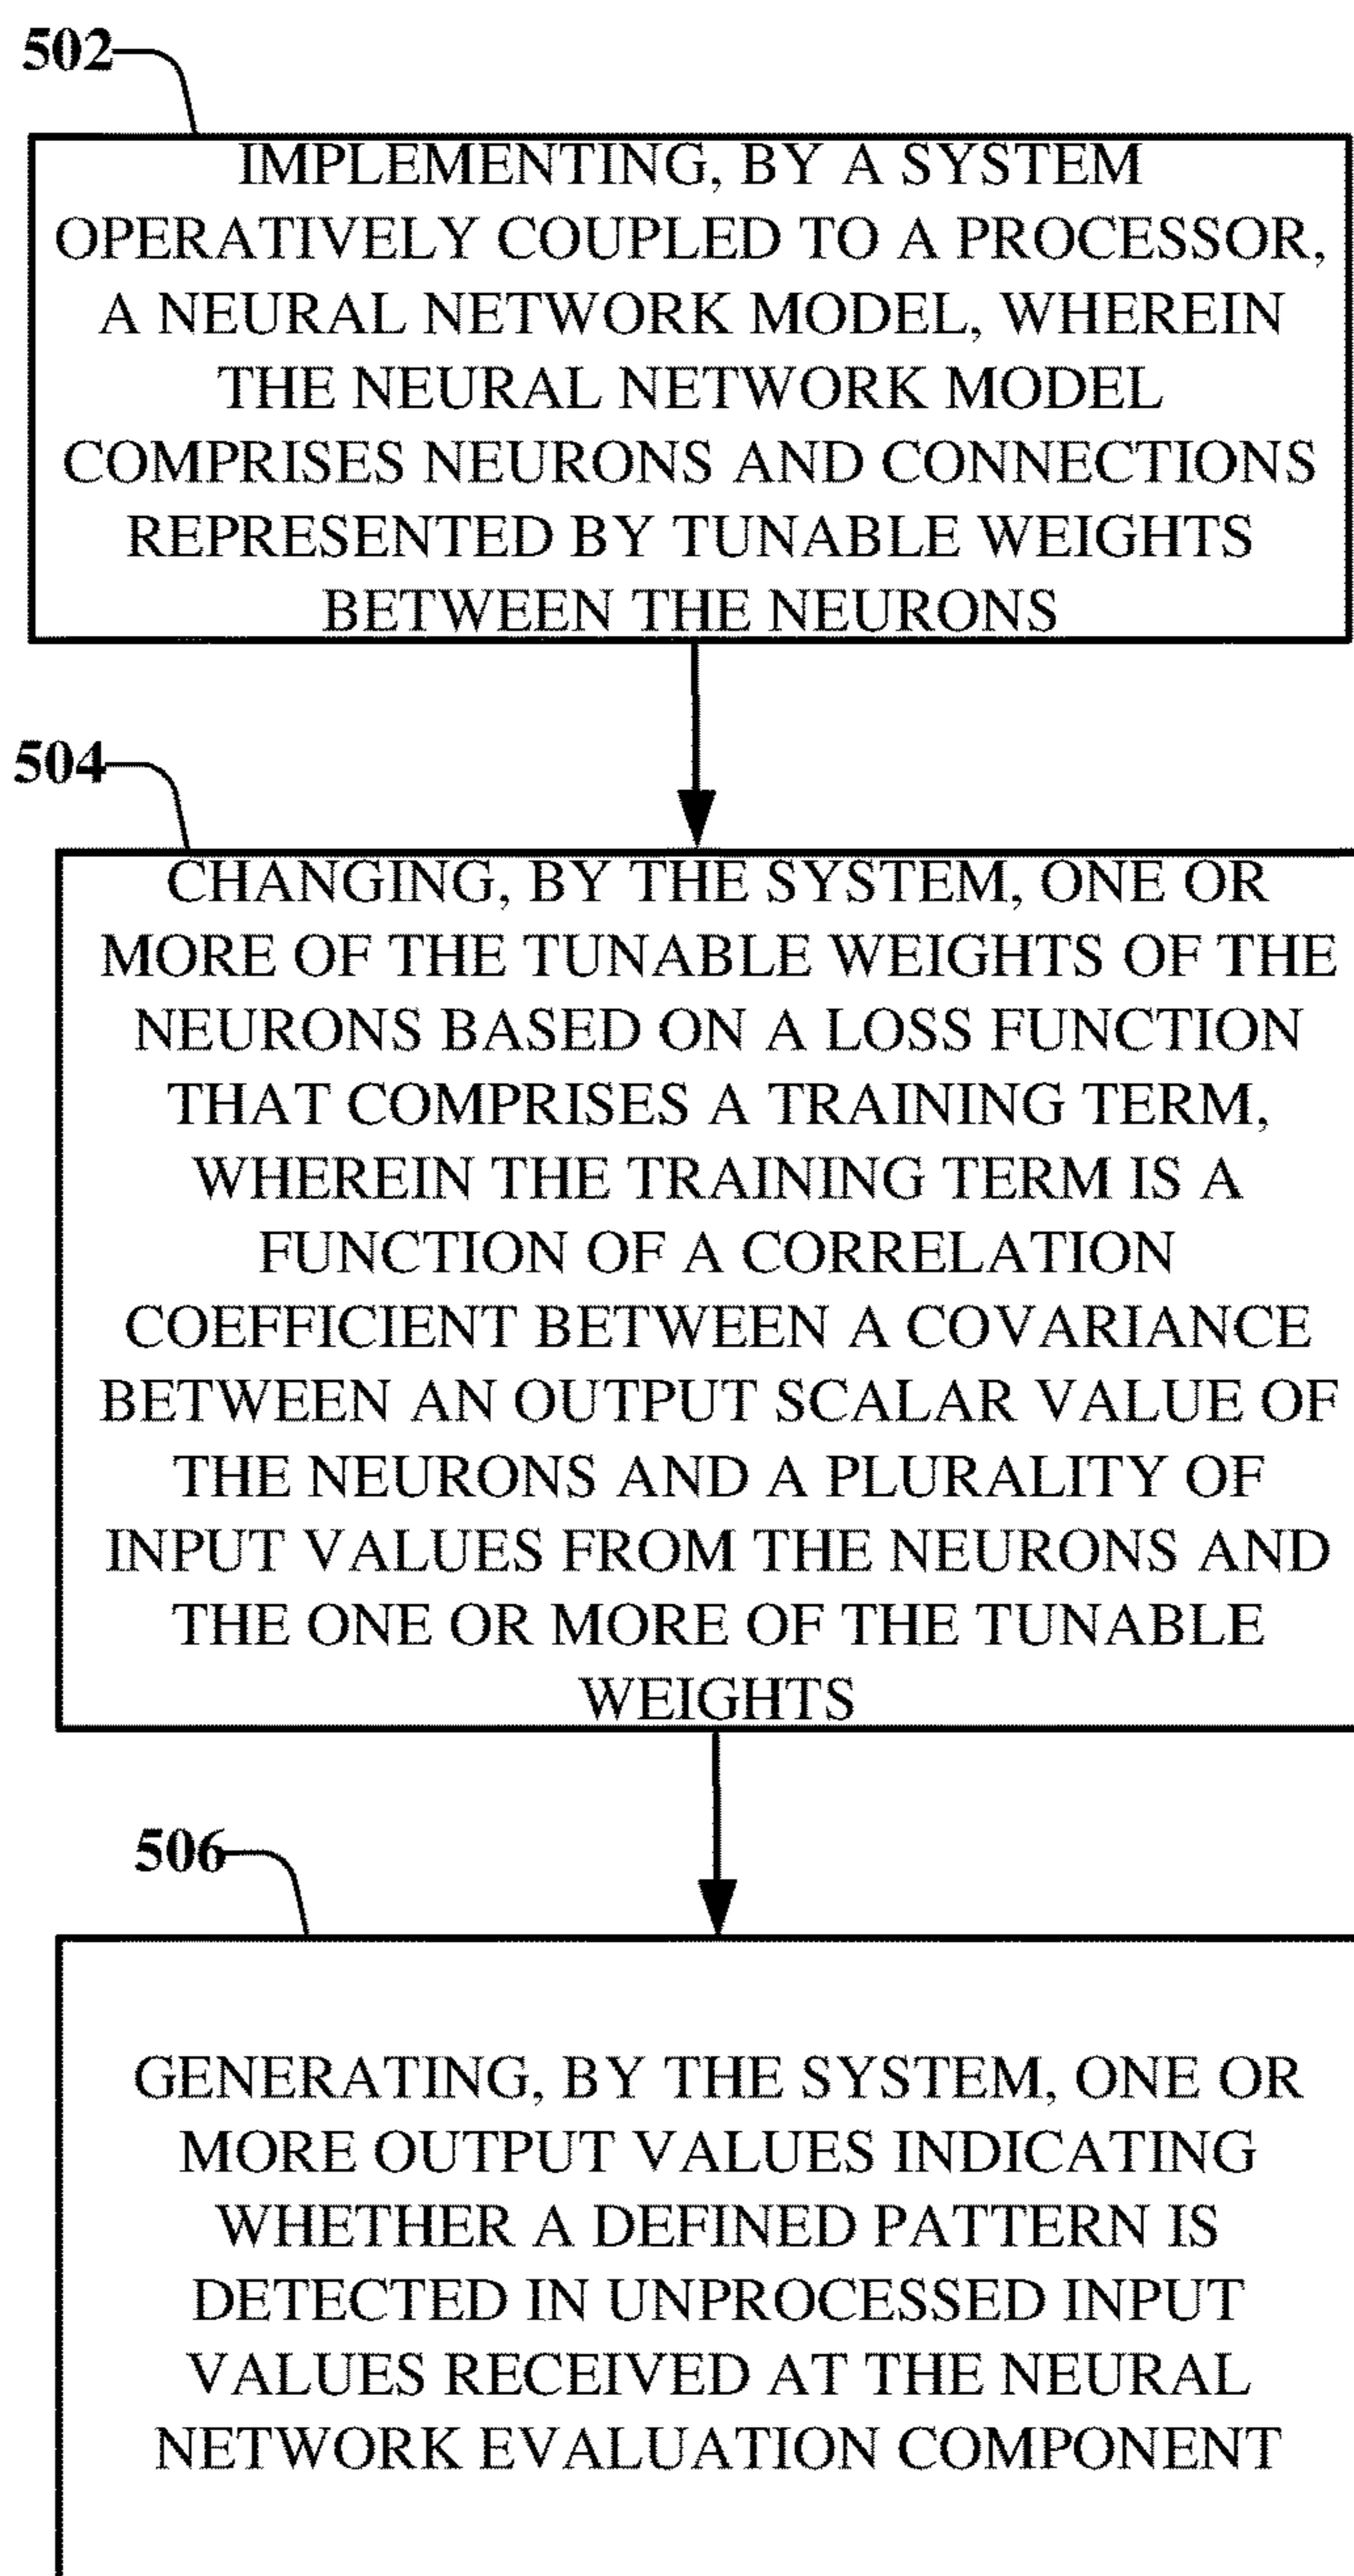 502
IMPLEMENTING, BY A SYSTEM
OPERATIVELY COUPLED TO A PROCESSOR,
A NEURAL NETWORK MODEL, WHEREIN
THE NEURAL NETWORK MODEL
COMPRISES NEURONS AND CONNECTIONS
REPRESENTED BY TUNABLE WEIGHTS
BETWEEN THE NEURONS
504
CHANGING, BY THE SYSTEM, ONE OR
MORE OF THE TUNABLE WEIGHTS OF THE
NEURONS BASED ON A LOSS FUNCTION
THAT COMPRISES A TRAINING TERM,
WHEREIN THE TRAINING TERM IS A
FUNCTION OF A CORRELATION
COEFFICIENT BETWEEN A COVARIANCE
BETWEEN AN OUTPUT SCALAR VALUE OF
THE NEURONS AND A PLURALITY OF
INPUT VALUES FROM THE NEURONS AND
THE ONE OR MORE OF THE TUNABLE
WEIGHTS
506
GENERATING, BY THE SYSTEM, ONE OR
MORE OUTPUT VALUES INDICATING
WHETHER A DEFINED PATTERN IS
DETECTED IN UNPROCESSED INPUT
VALUES RECEIVED AT THE NEURAL
NETWORK EVALUATION COMPONENT